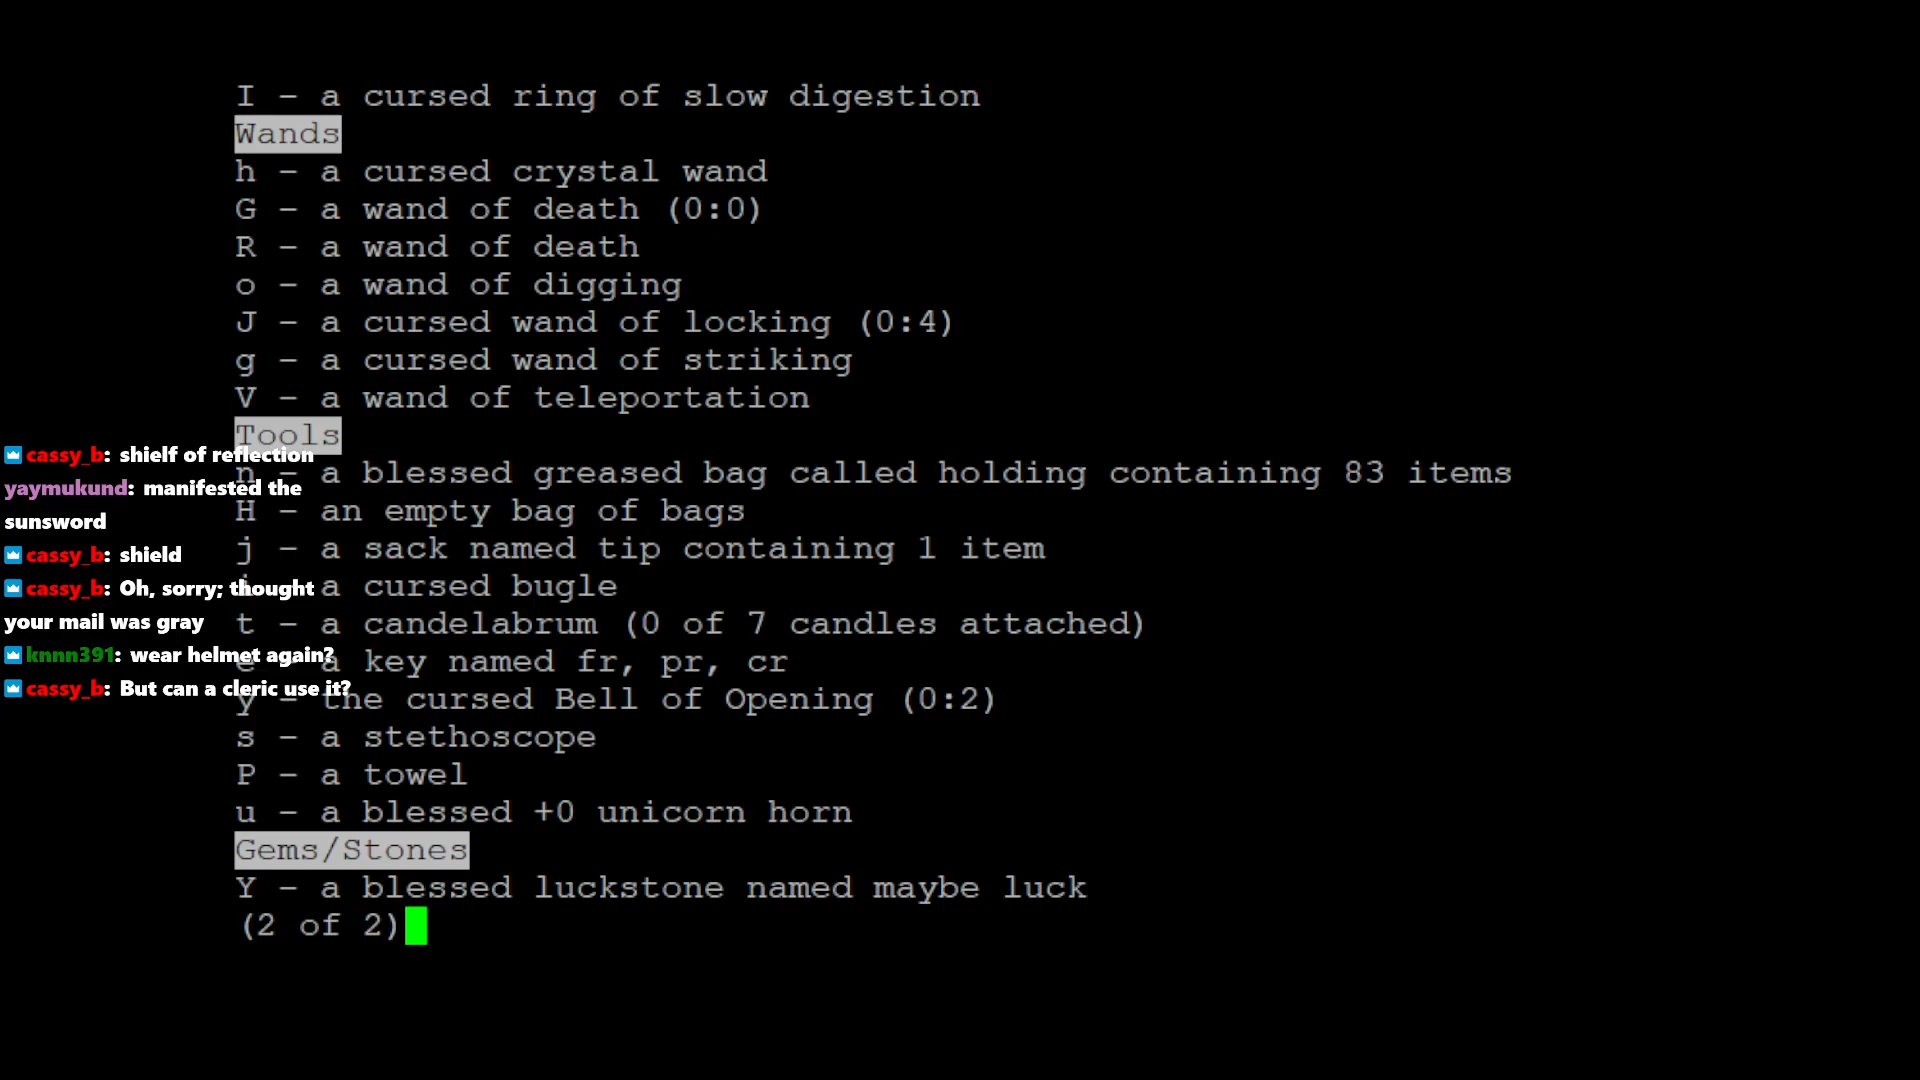 I - a cursed ring of slow digestion
Wands
h - a cursed crystal wand
G - a wand of death (0:0)
R - a wand of death
o - a wand of digging
J - a cursed wand of locking (0:4)
g - a cursed wand of striking
V - a wand of teleportation
Tools
n - a blessed greased bag called holding containing 83 items
H - an empty bag of bags
j - a sack named tip containing 1 item
i - a cursed bugle
t - a candelabrum (0 of 7 candles attached)
e - a key named fr, pr, cr
y - the cursed Bell of Opening (0:2)
s - a stethoscope
P - a towel
u - a blessed +0 unicorn horn
Gems/Stones
Y - a blessed luckstone named maybe luck
(2 of 2)
cassy_b: shielf of reflection
yaymukund: manifested the
sunsword
cassy_b: shield
cassy_b: Oh, sorry; thought
your mail was gray
knnn391: wear helmet again?
cassy_b: But can a cleric use it?